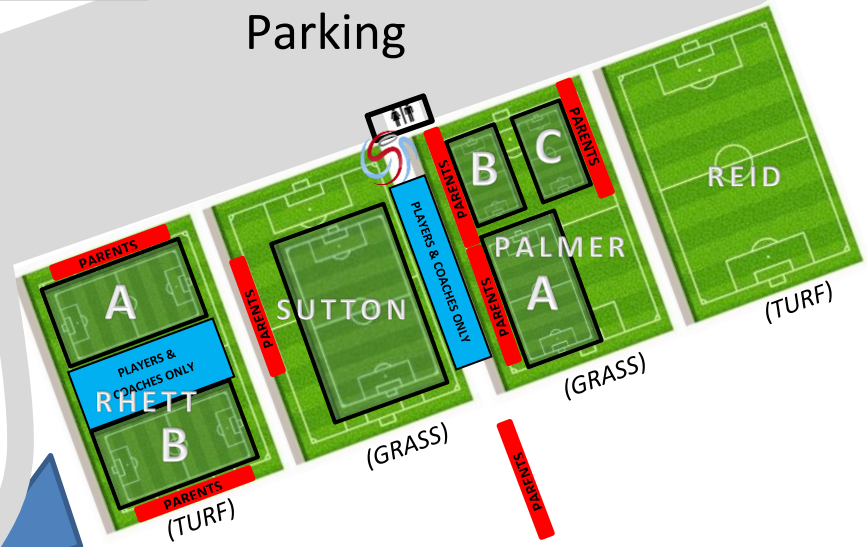 Parking
PARENTS
A
PLAYERS &
COACHES ONLY
RHETT
B
PARENTS
(TURF)
PARENTS
SUTTON
(GRASS)
PLAYERS & COACHES ONLY
PARENTS
B
C
PARENTS
PALMER
A
PARENTS
(GRASS)
PARENTS
REID
(TURF)